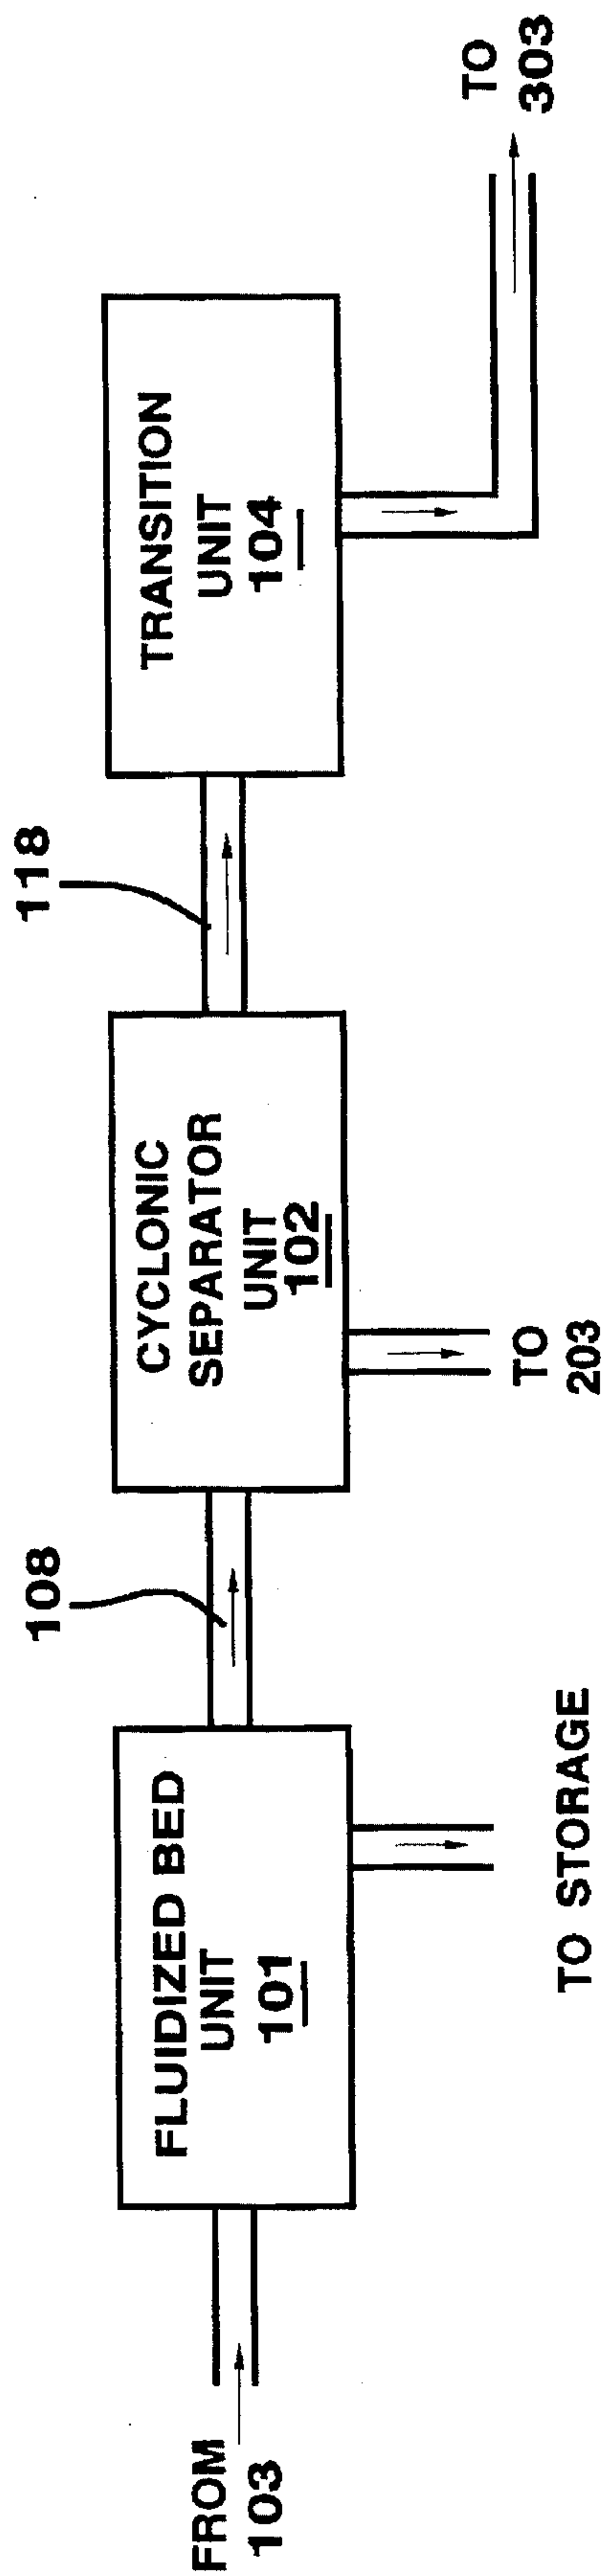 FROM
103
FLUIDIZED BED
UNIT
101
TO STORAGE
108
CYCLONIC
SEPARATOR
UNIT
102
TO
203
118
TRANSITION
UNIT
104
TO
303